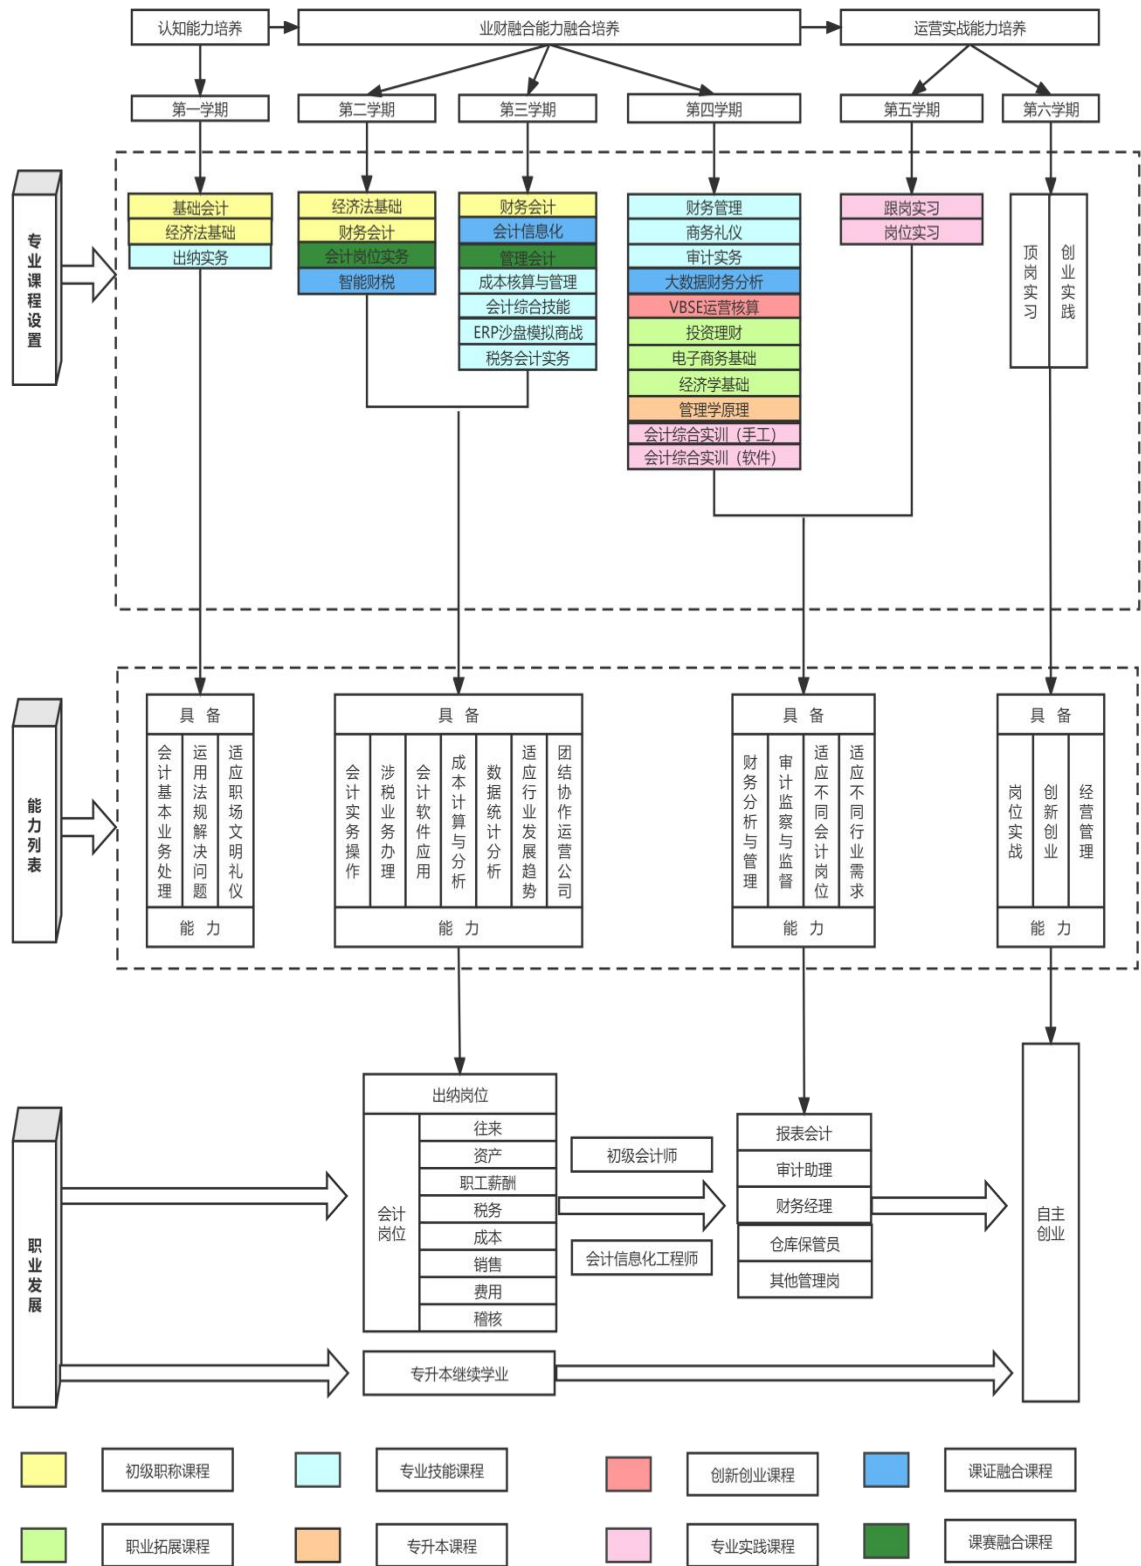 认知能力培养
业财融合能力融合培养
运营实战能力培养
第一学期
第二学期
第三学期
第四学期
第五学期
第六学期
专业课程设置
基础会计
经济法基础
出纳实务
经济法基础
财务会计
会计岗位实务
智能财税
财务会计
会计信息化
管理会计
成本核算与管理
会计综合技能
ERP沙盘模拟商战
税务会计实务
财务管理
商务礼仪
审计实务
大数据财务分析
VBSE运营核算
投资理财
电子商务基础
经济学基础
管理学原理
会计综合实训（手工）
会计综合实训（软件）
跟岗实习
岗位实习
顶岗实习
创业实践
能力列表
具 备
会计基本业务处理
运用法规解决问题
适应职场文明礼仪
能 力
具 备
会计实务操作
涉税业务办理
会计软件应用
成本计算与分析
数据统计分析
适应行业发展趋势
团结协作运营公司
能 力
具 备
财务分析与管理
审计监察与监督
适应不同会计岗位
适应不同行业需求
能 力
具 备
岗位实战
创新创业
经营管理
能 力
职业发展
出纳岗位
会计
岗位
往来
资产
职工薪酬
税务
成本
销售
费用
稽核
初级会计师
会计信息化工程师
报表会计
审计助理
财务经理
仓库保管员
其他管理岗
自主
创业
专升本继续学业
初级职称课程
专业技能课程
创新创业课程
课证融合课程
职业拓展课程
专升本课程
专业实践课程
课赛融合课程